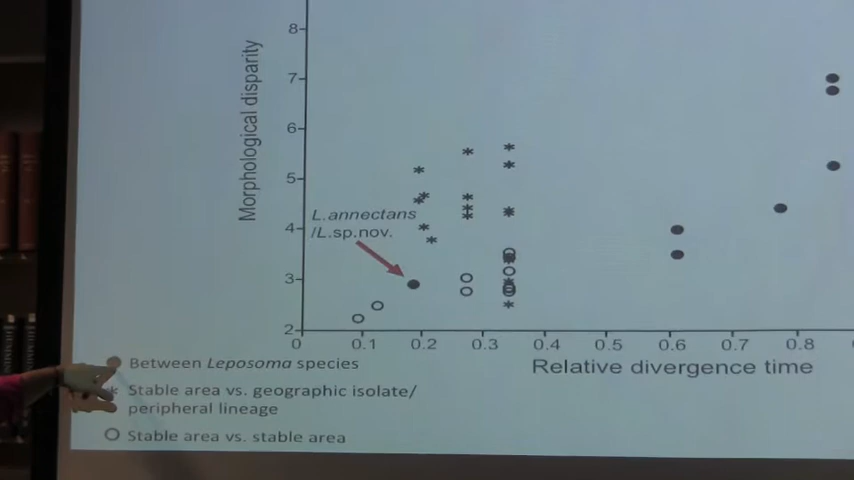 8
7
6
5
4
3
2
Morphological disparity
L.annectans
/L.sp.nov.
0 0.1 0.2 0.3 0.4 0.5 0.6 0.7 0.8
Relative divergence time
Between Leposoma species
* Stable area vs. geographic isolate/
peripheral lineage
Stable area vs. stable area